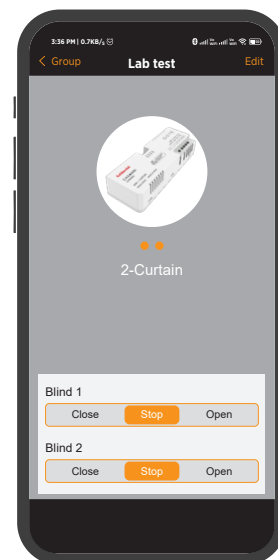 3:36 PM | 0.7KB/s
Group
Lab test
Edit
2-Curtain
Blind 1
Close Stop Open
Blind 2
Close Stop Open